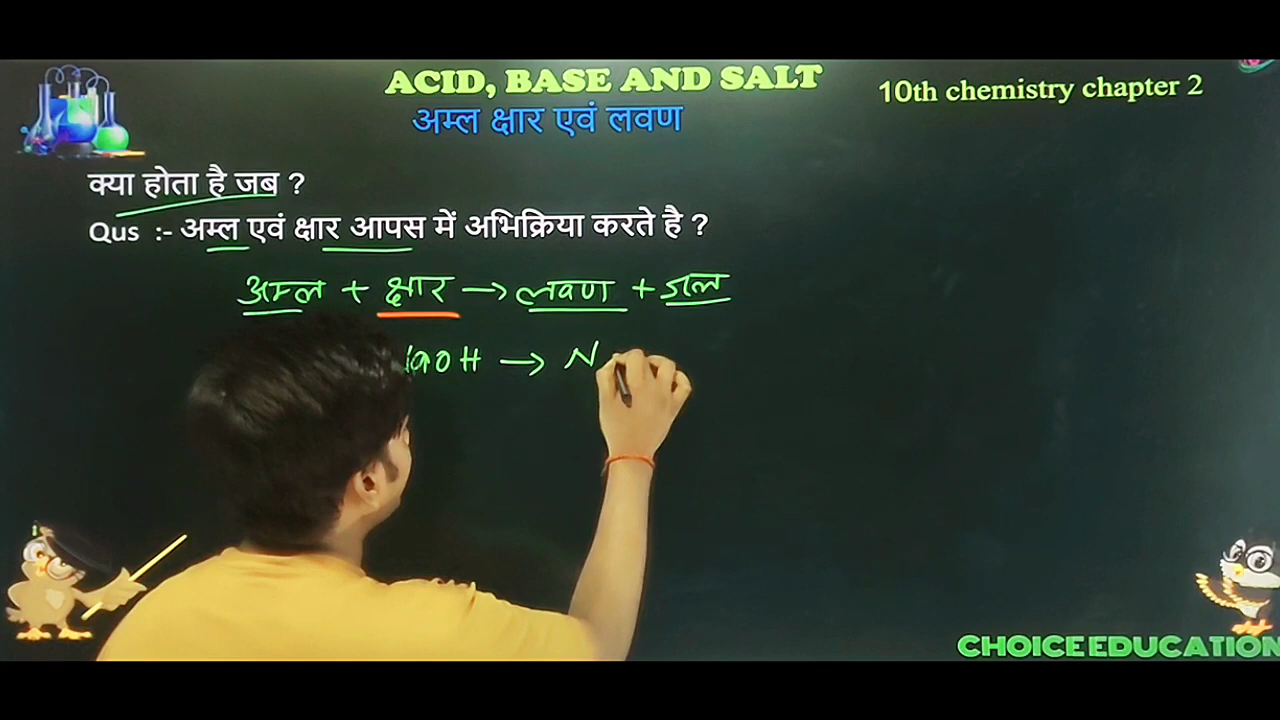 ACID, BASE AND SALT
10th chemistry chapter 2
अम्ल क्षार एवं लवण
क्या होता है जब ?
Qus :- अम्ल एवं क्षार आपस में अभिक्रिया करते है ?
अम्ल + क्षार → लवण + जल
aOH → N
CHOICE EDUCATION